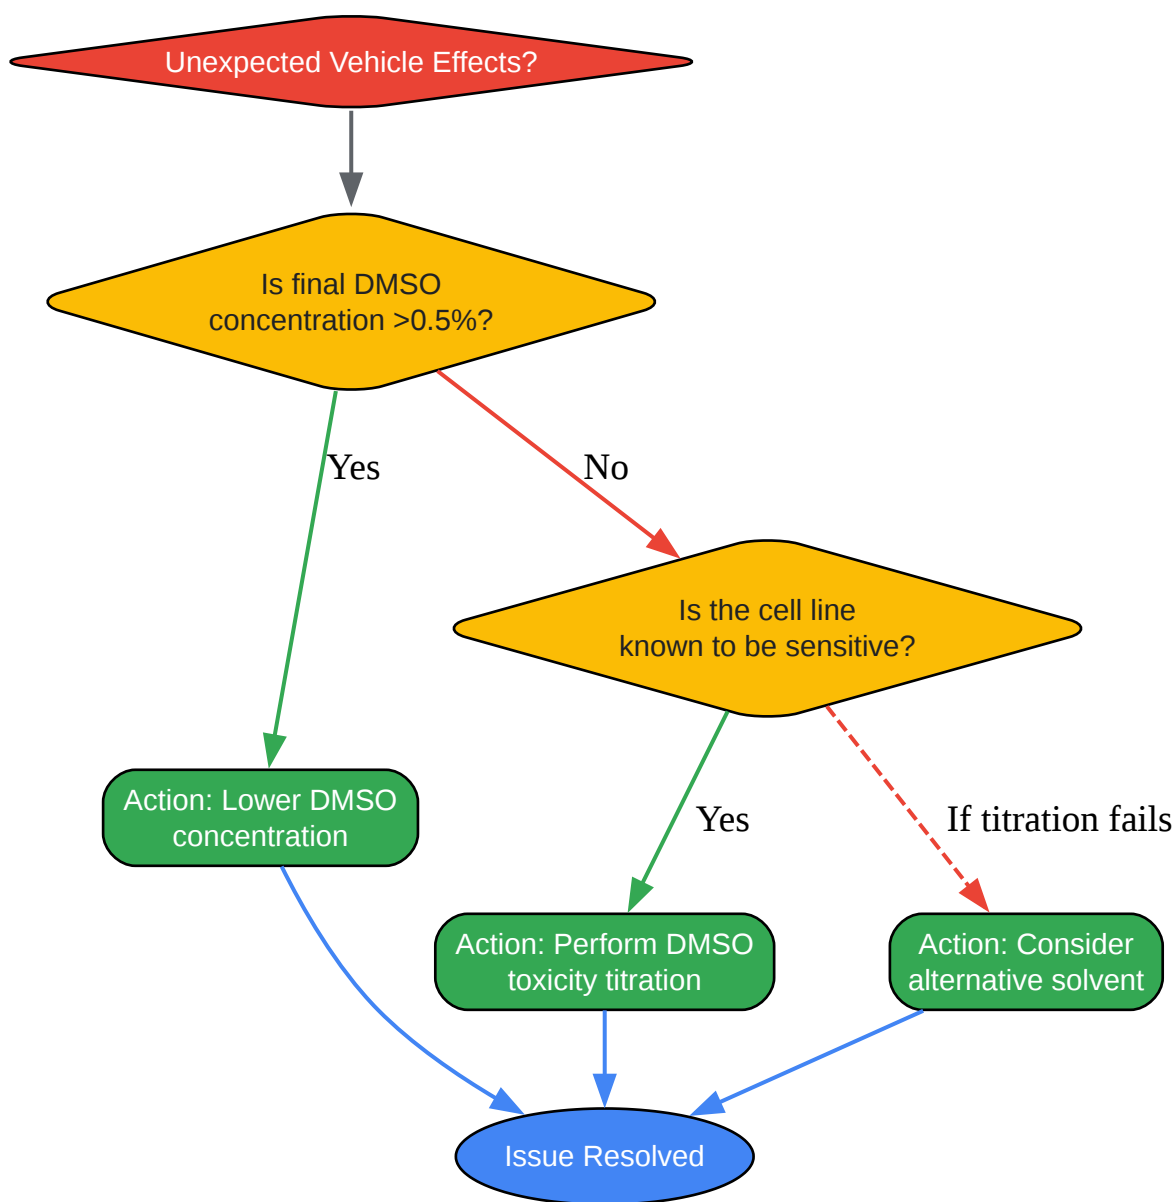 Unexpected Vehicle Effects?
Is final DMSO
concentration >0.5%?
Yes
No
Is the cell line
known to be sensitive?
Action: Lower DMSO
concentration
Yes
If titration fails
Action: Perform DMSO
toxicity titration
Action: Consider
alternative solvent
Issue Resolved